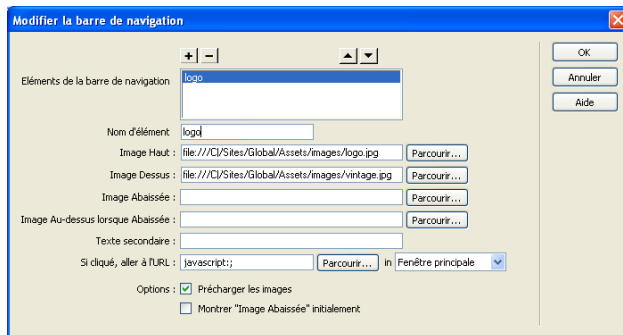 Modifier la barre de navigation
Eléments de la barre de navigation
logo
Nom d'élément
logo
Image Haut :
file:///C|/Sites/Global/Assets/images/logo.jpg
Parcourir...
Image Dessus :
file:///C|/Sites/Global/Assets/images/vintage.jpg
Parcourir...
Image Abaissée :
Parcourir...
Image Au-dessus lorsque Abaissée :
Parcourir...
Texte secondaire :
Si cliqué, aller à l'URL :
javascript:;
Parcourir...
in
Fenêtre principale
Options :
Précharger les images
Montrer "Image Abaissée" initialement
OK
Annuler
Aide